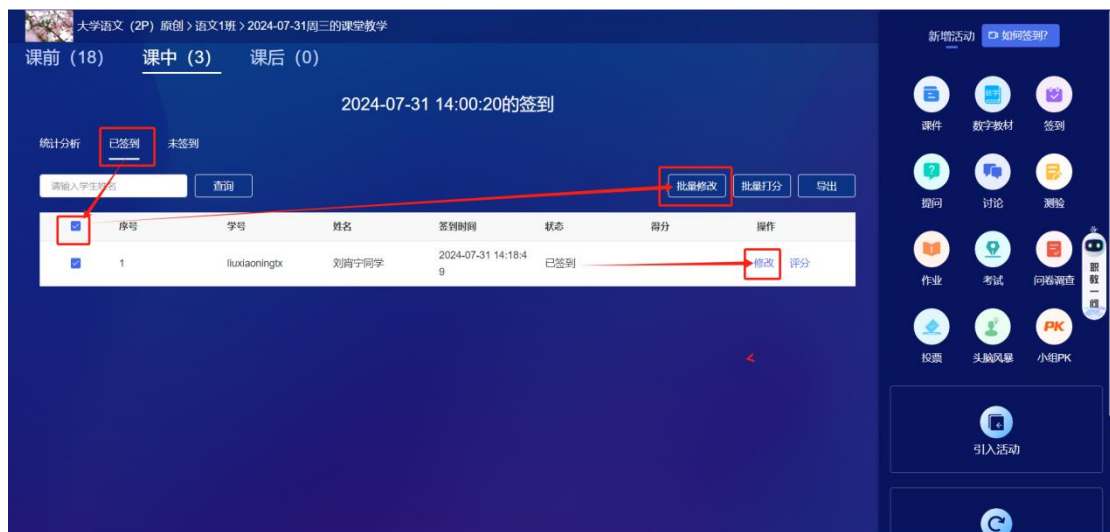 大学语文（2P）原创 > 语文1班 > 2024-07-31周三的课堂教学
课前（18） 课中（3） 课后（0）
2024-07-31 14:00:20的签到
统计分析 已签到 未签到
请输入学生姓名 查询 批量修改 批量打分 导出
序号 学号 姓名 签到时间 状态 得分 操作
1 liuxiaoningtx 刘肖宁同学 2024-07-31 14:18:4 已签到 修改 评分
9
新增活动 如何签到?
课件 数字教材 签到
提问 讨论 测验
作业 考试 问卷调查
投票 头脑风暴 小组PK
引入活动
职
教
一